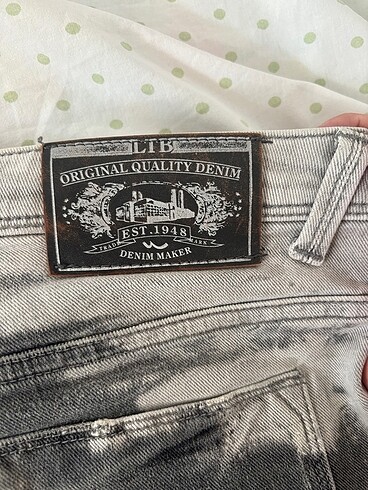 LTB
ORIGINAL QUALITY DENIM
EST.1948
TRADE MARK
DENIM MAKER